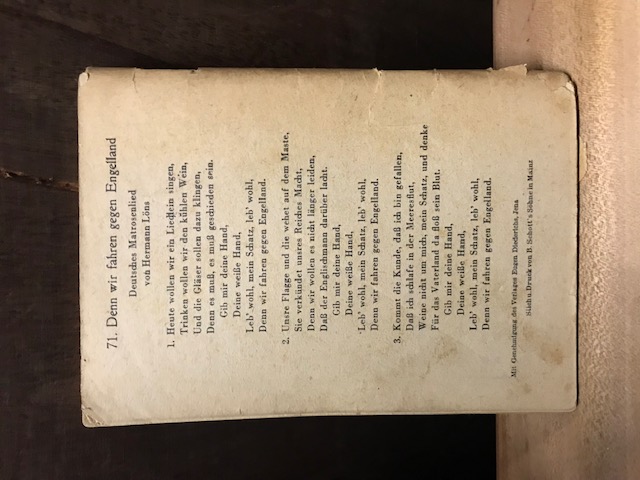 71. Denn wir fahren gegen Engelland
Deutsches Matrosenlied
von Hermann Löns
1. Heute wollen wir ein Liedlein singen,
Trinken wollen wir den kühlen Wein,
Und die Gläser sollen dazu klingen,
Denn es muß, es muß geschieden sein.
Gib mir deine Hand,
Deine weiße Hand,
Leb' wohl, mein Schatz, leb' wohl,
Denn wir fahren gegen Engelland.
2. Unsre Flagge und die wehet auf dem Maste,
Sie verkündet unsres Reiches Macht,
Denn wir wollen es nicht länger leiden,
Daß der Englischmann darüber lacht.
Gib mir deine Hand,
Deine weiße Hand,
'Leb' wohl, mein Schatz, leb' wohl,
Denn wir fahren gegen Engelland.
3. Kommt die Kunde, daß ich bin gefallen,
Daß ich schlafe in der Meeresflut,
Weine nicht um mich, mein Schatz, und denke
Für das Vaterland da floß sein Blut.
Gib mir deine Hand,
Deine weiße Hand,
Leb' wohl, mein Schatz, leb' wohl,
Denn wir fahren gegen Engelland.
Mit Genehmigung des Verlages Eugen Diederichs, Jena
Stich u. Druck von B. Schott's Söhne in Mainz